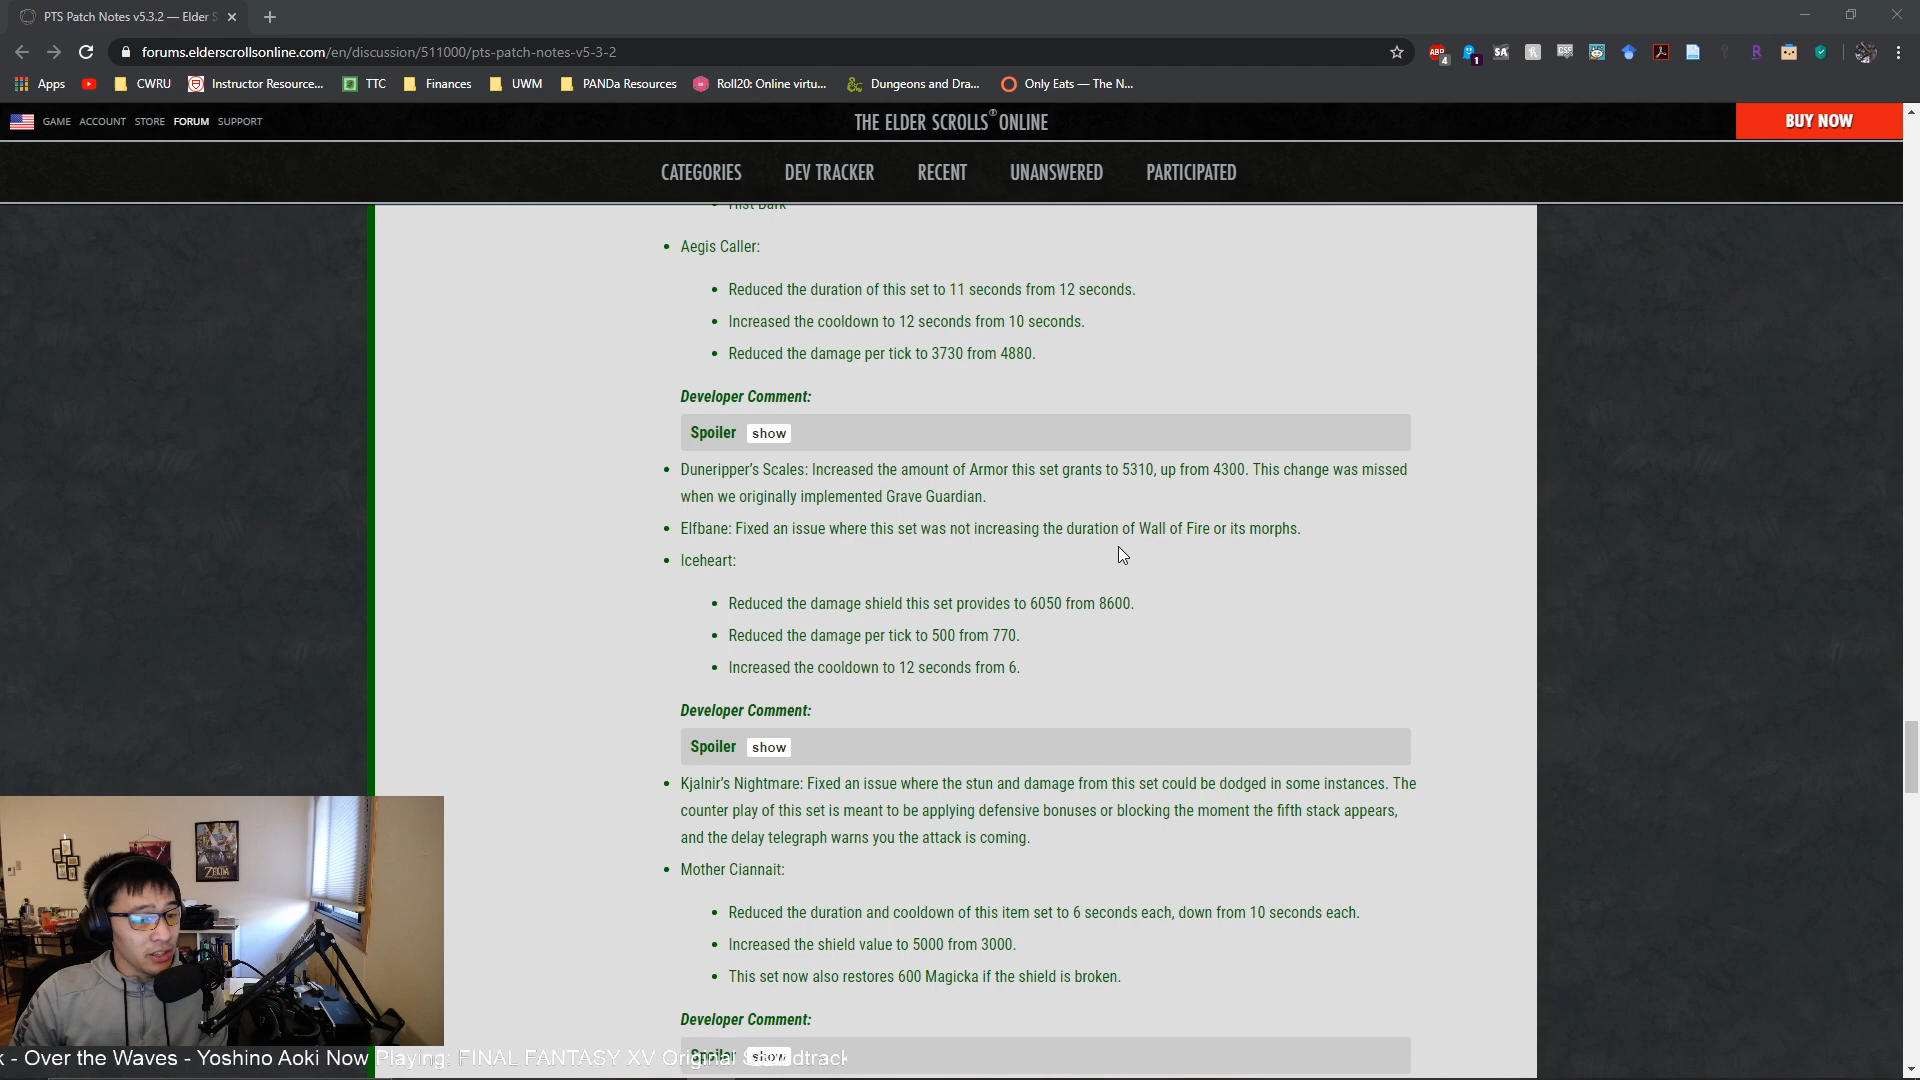 PTS Patch Notes v5.3.2 — Elder S
forums.elderscrollsonline.com/en/discussion/511000/pts-patch-notes-v5-3-2
Apps CWRU Instructor Resource... TTC Finances UWM PANDa Resources Roll20: Online virtu... Dungeons and Dra... Only Eats — The N...
GAME ACCOUNT STORE FORUM SUPPORT
THE ELDER SCROLLS® ONLINE
BUY NOW
CATEGORIES DEV TRACKER RECENT UNANSWERED PARTICIPATED
• Hist Bark
• Aegis Caller:
• Reduced the duration of this set to 11 seconds from 12 seconds.
• Increased the cooldown to 12 seconds from 10 seconds.
• Reduced the damage per tick to 3730 from 4880.
Developer Comment:
Spoiler show
• Duneripper's Scales: Increased the amount of Armor this set grants to 5310, up from 4300. This change was missed
when we originally implemented Grave Guardian.
• Elfbane: Fixed an issue where this set was not increasing the duration of Wall of Fire or its morphs.
• Iceheart:
• Reduced the damage shield this set provides to 6050 from 8600.
• Reduced the damage per tick to 500 from 770.
• Increased the cooldown to 12 seconds from 6.
Developer Comment:
Spoiler show
• Kjalnir's Nightmare: Fixed an issue where the stun and damage from this set could be dodged in some instances. The
counter play of this set is meant to be applying defensive bonuses or blocking the moment the fifth stack appears,
and the delay telegraph warns you the attack is coming.
• Mother Ciannait:
• Reduced the duration and cooldown of this item set to 6 seconds each, down from 10 seconds each.
• Increased the shield value to 5000 from 3000.
• This set now also restores 600 Magicka if the shield is broken.
Developer Comment:
Spoiler show
ZELDA
k - Over the Waves - Yoshino Aoki Now Playing: FINAL FANTASY XV Original Soundtrack